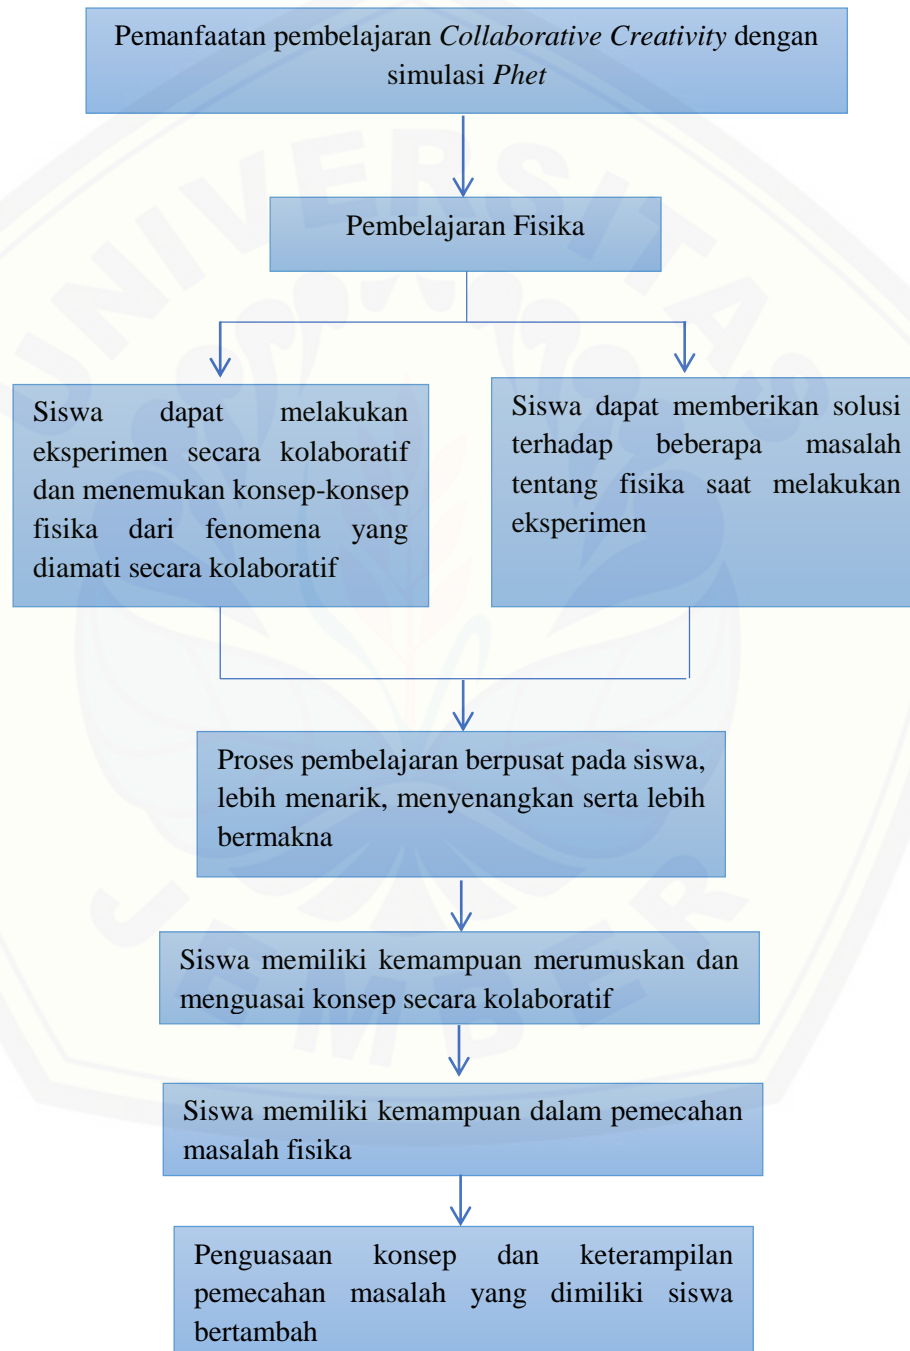 Pemanfaatan pembelajaran Collaborative Creativity dengan
simulasi Phet
Pembelajaran Fisika
Siswa dapat melakukan
eksperimen secara kolaboratif
dan menemukan konsep-konsep
fisika dari fenomena yang
diamati secara kolaboratif
Siswa dapat memberikan solusi
terhadap beberapa masalah
tentang fisika saat melakukan
eksperimen
Proses pembelajaran berpusat pada siswa,
lebih menarik, menyenangkan serta lebih
bermakna
Siswa memiliki kemampuan merumuskan dan
menguasai konsep secara kolaboratif
Siswa memiliki kemampuan dalam pemecahan
masalah fisika
Penguasaan konsep dan keterampilan
pemecahan masalah yang dimiliki siswa
bertambah
UNIVERSITAS
JEMBER